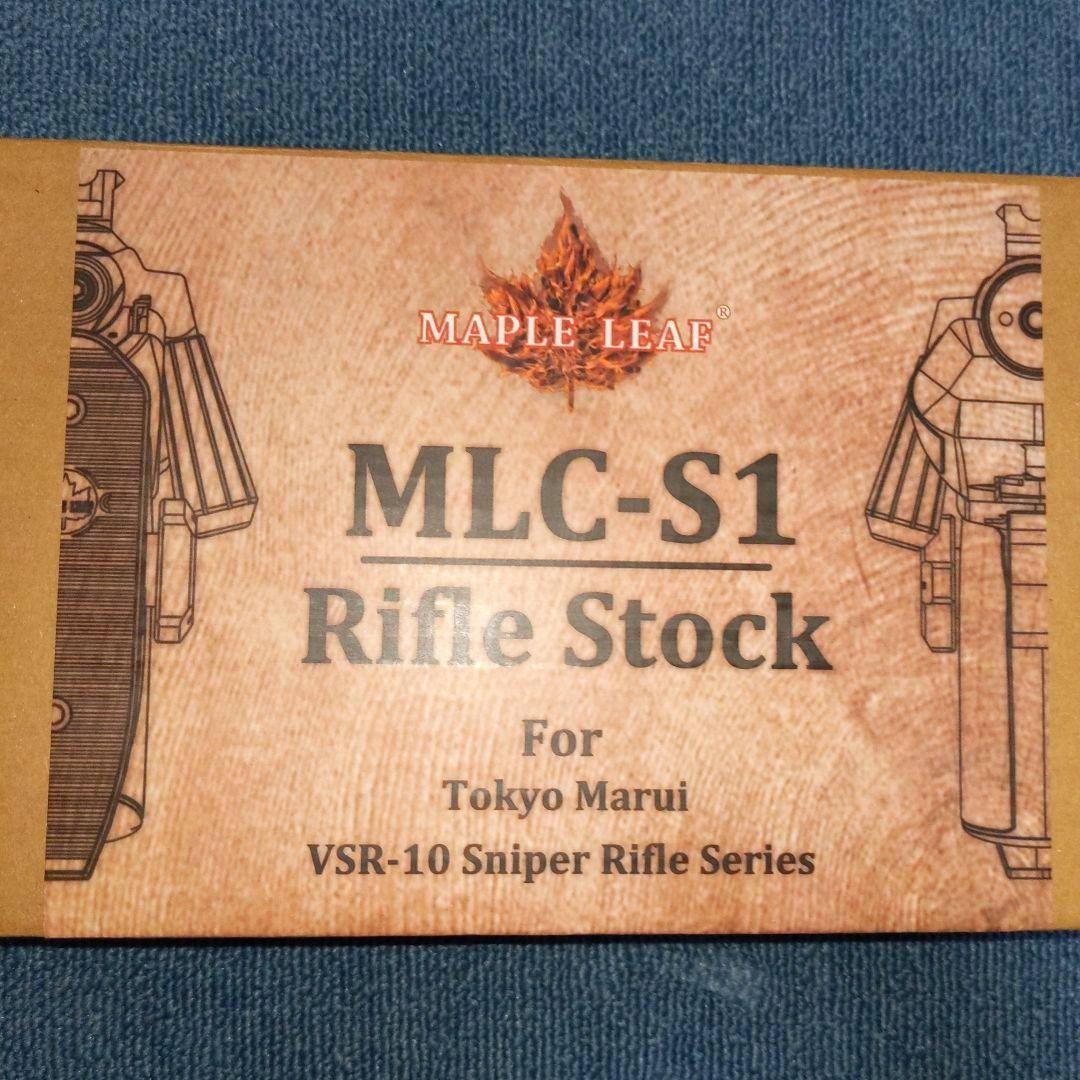 MAPLE LEAF®
MLC-S1
Rifle Stock
For
Tokyo Marui
VSR-10 Sniper Rifle Series